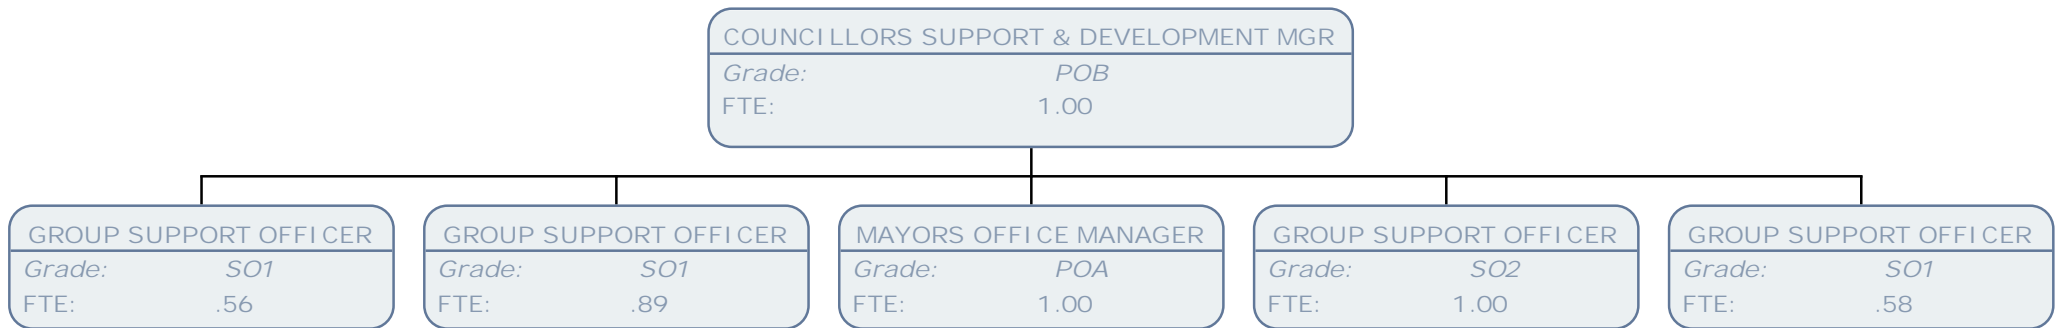 COUNCILLORS SUPPORT & DEVELOPMENT MGR
Grade: POB
FTE: 1.00
GROUP SUPPORT OFFICER
Grade: SO1
FTE: .56
GROUP SUPPORT OFFICER
Grade: SO1
FTE: .89
MAYORS OFFICE MANAGER
Grade: POA
FTE: 1.00
GROUP SUPPORT OFFICER
Grade: SO2
FTE: 1.00
GROUP SUPPORT OFFICER
Grade: SO1
FTE: .58